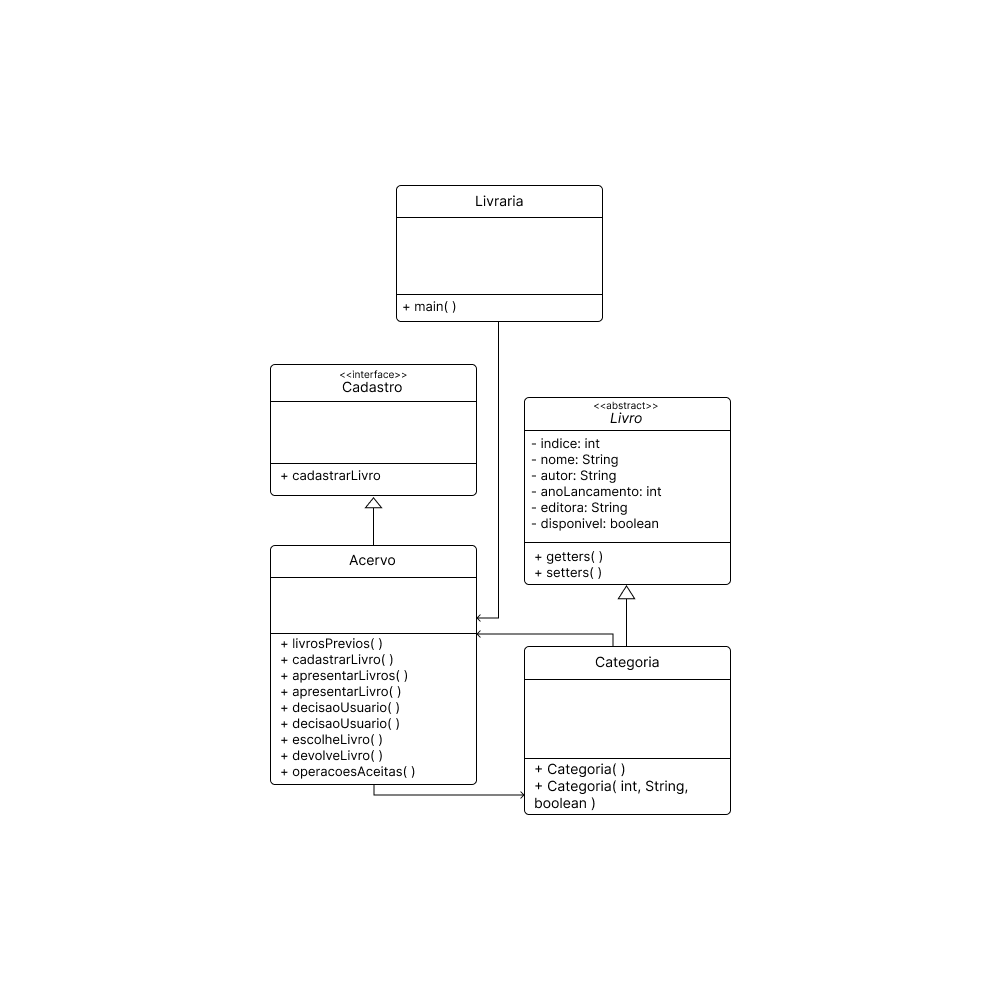 Livraria
+ main( )
<<interface>>
Cadastro
+ cadastrarLivro
<<abstract>>
Livro
- indice: int
- nome: String
- autor: String
- anoLancamento: int
- editora: String
- disponivel: boolean
+ getters( )
+ setters( )
Acervo
+ livrosPrevios( )
+ cadastrarLivro( )
+ apresentarLivros( )
+ apresentarLivro( )
+ decisaoUsuario( )
+ decisaoUsuario( )
+ escolheLivro( )
+ devolveLivro( )
+ operacoesAceitas( )
Categoria
+ Categoria( )
+ Categoria( int, String,
boolean )